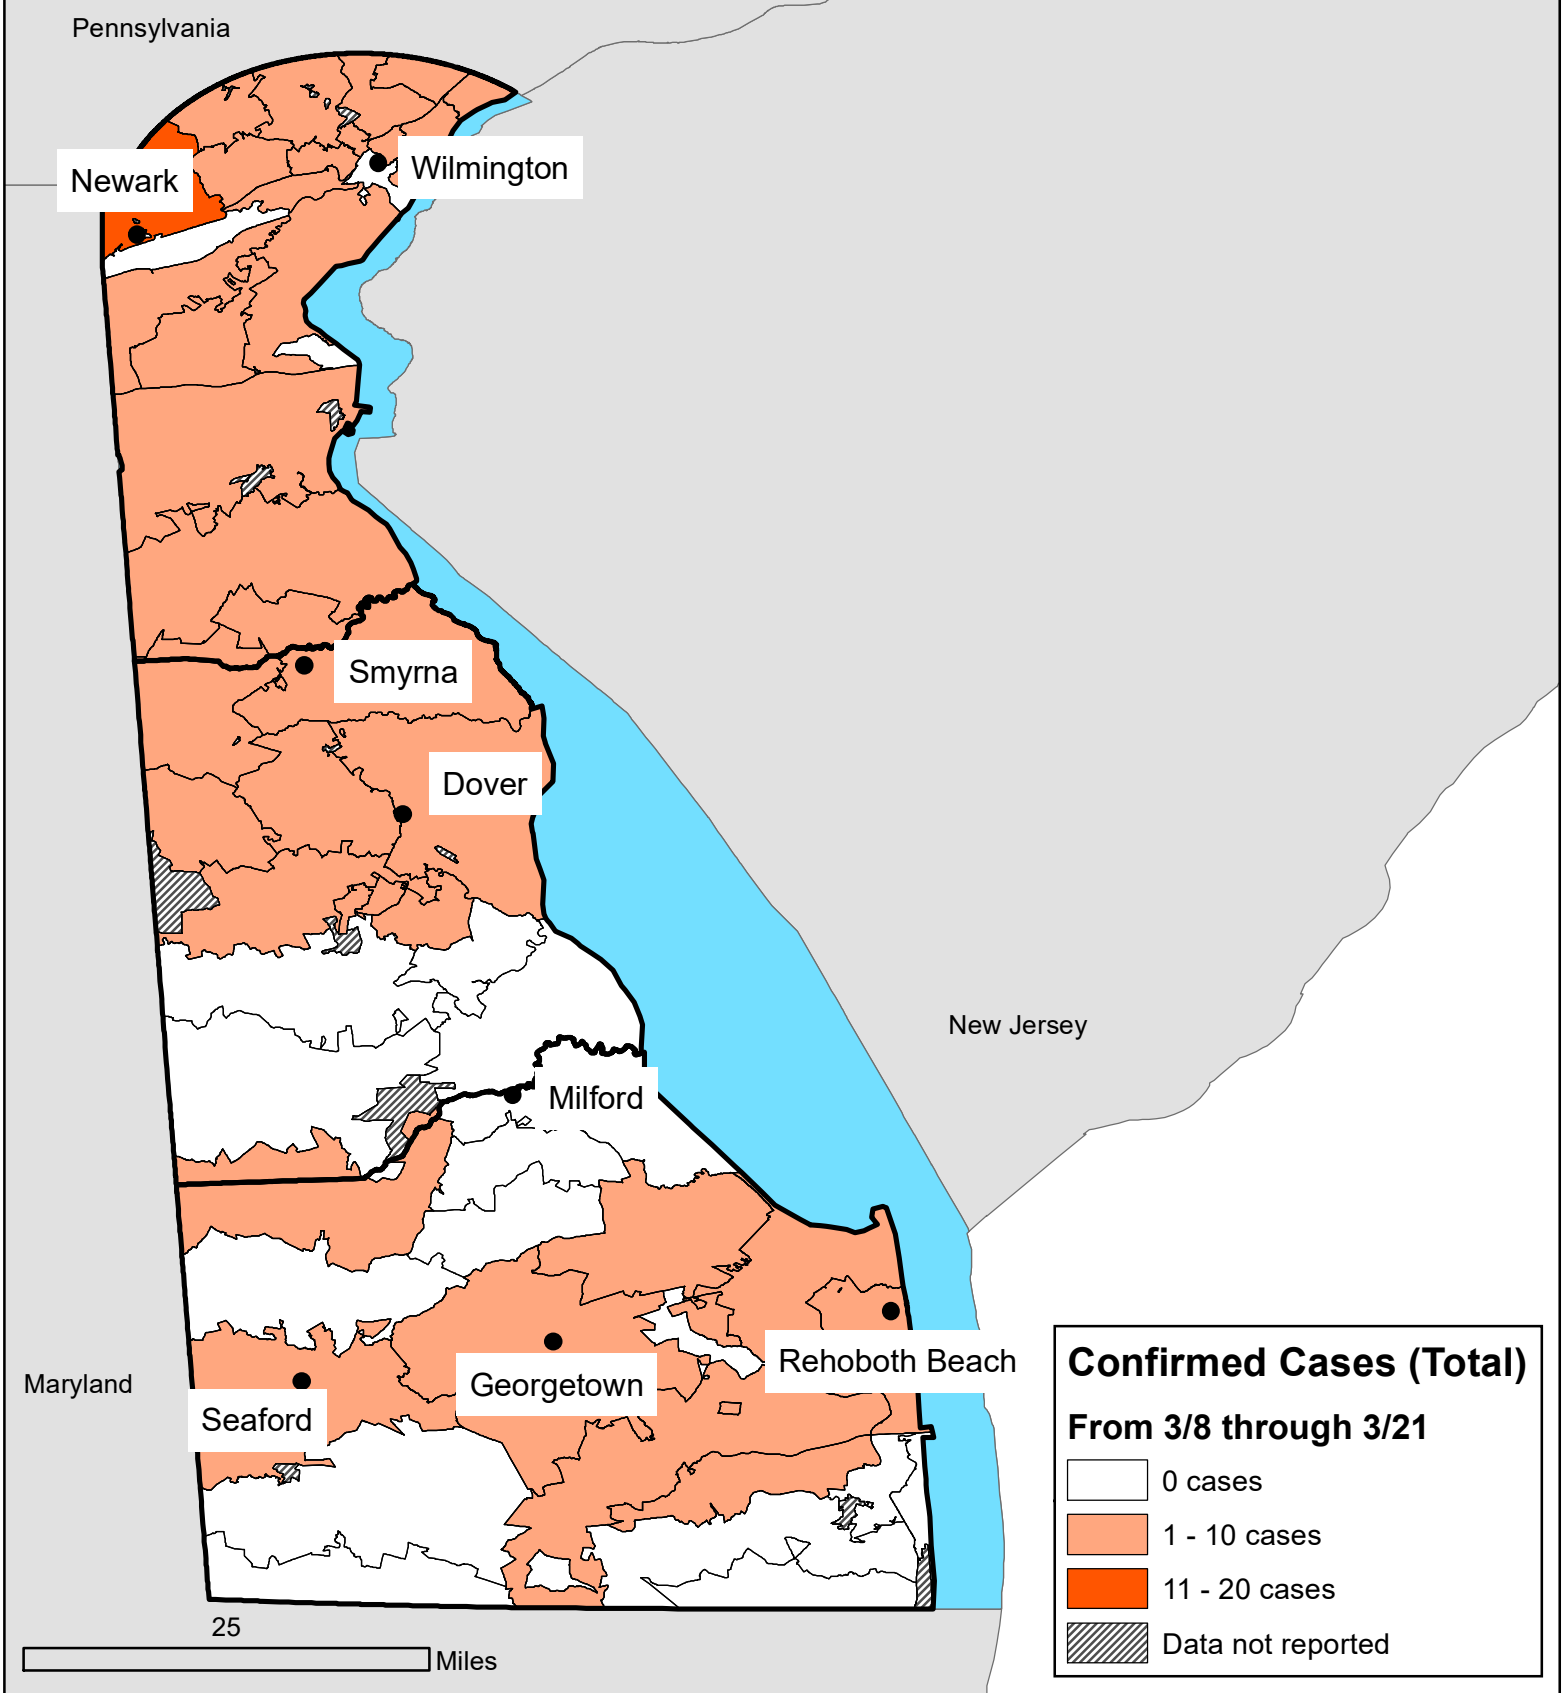 Pennsylvania
Newark
Wilmington
Smyrna
Dover
New Jersey
Milford
Rehoboth Beach
Georgetown
Maryland
Seaford
Confirmed Cases (Total)
From 3/8 through 3/21
0 cases
1 - 10 cases
11 - 20 cases
Data not reported
25
Miles